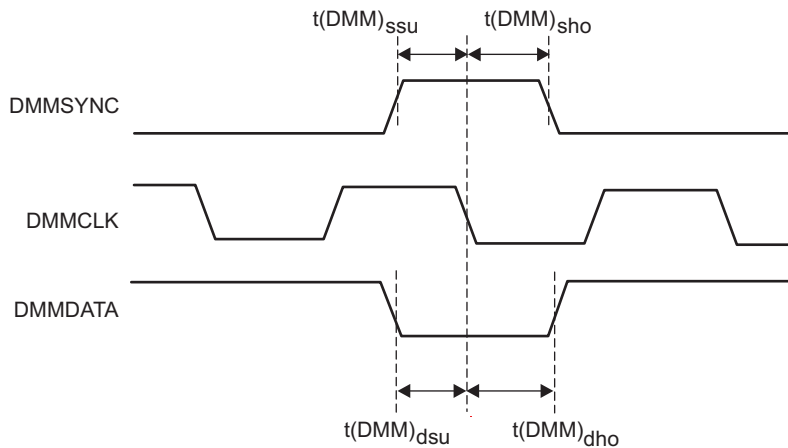 t(DMM)ssu t(DMM)sho
DMMSYNC
DMMCLK
DMMDATA
t(DMM)dsu t(DMM)dho